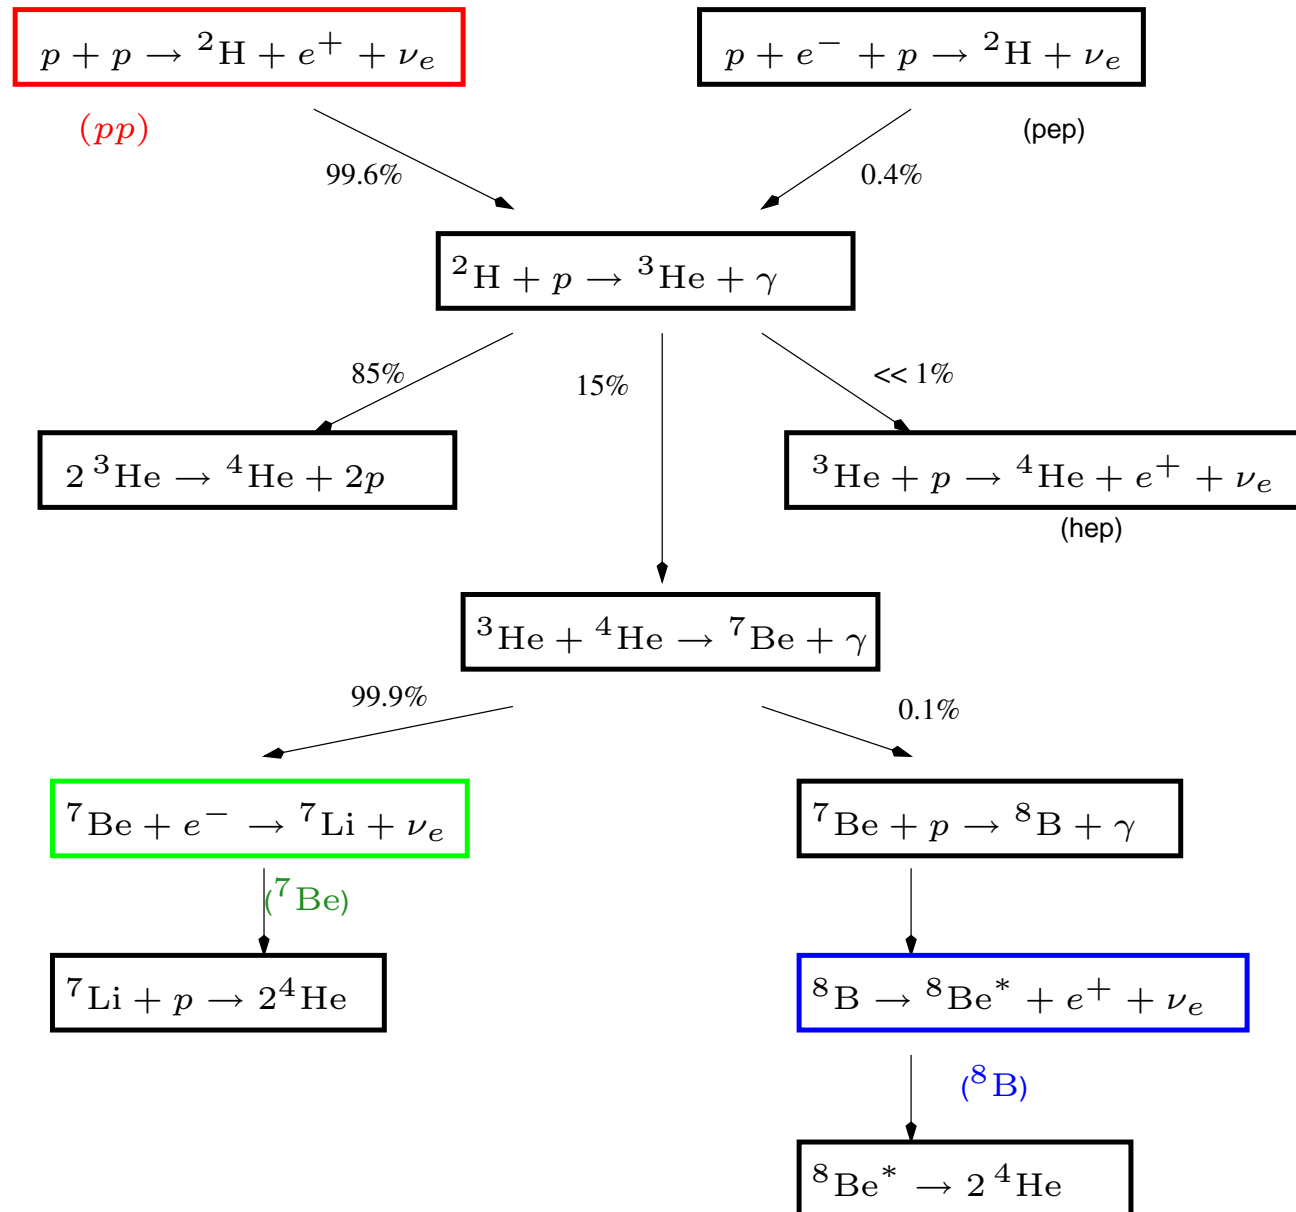 p + p → ²H + e⁺ + νₑ
p + e⁻ + p → ²H + νₑ
(pp)
(pep)
99.6%
0.4%
²H + p → ³He + γ
85%
15%
<< 1%
2 ³He → ⁴He + 2p
³He + p → ⁴He + e⁺ + νₑ
(hep)
³He + ⁴He → ⁷Be + γ
99.9%
0.1%
⁷Be + e⁻ → ⁷Li + νₑ
⁷Be + p → ⁸B + γ
(⁷Be)
⁷Li + p → 2⁴He
⁸B → ⁸Be* + e⁺ + νₑ
(⁸B)
⁸Be* → 2 ⁴He